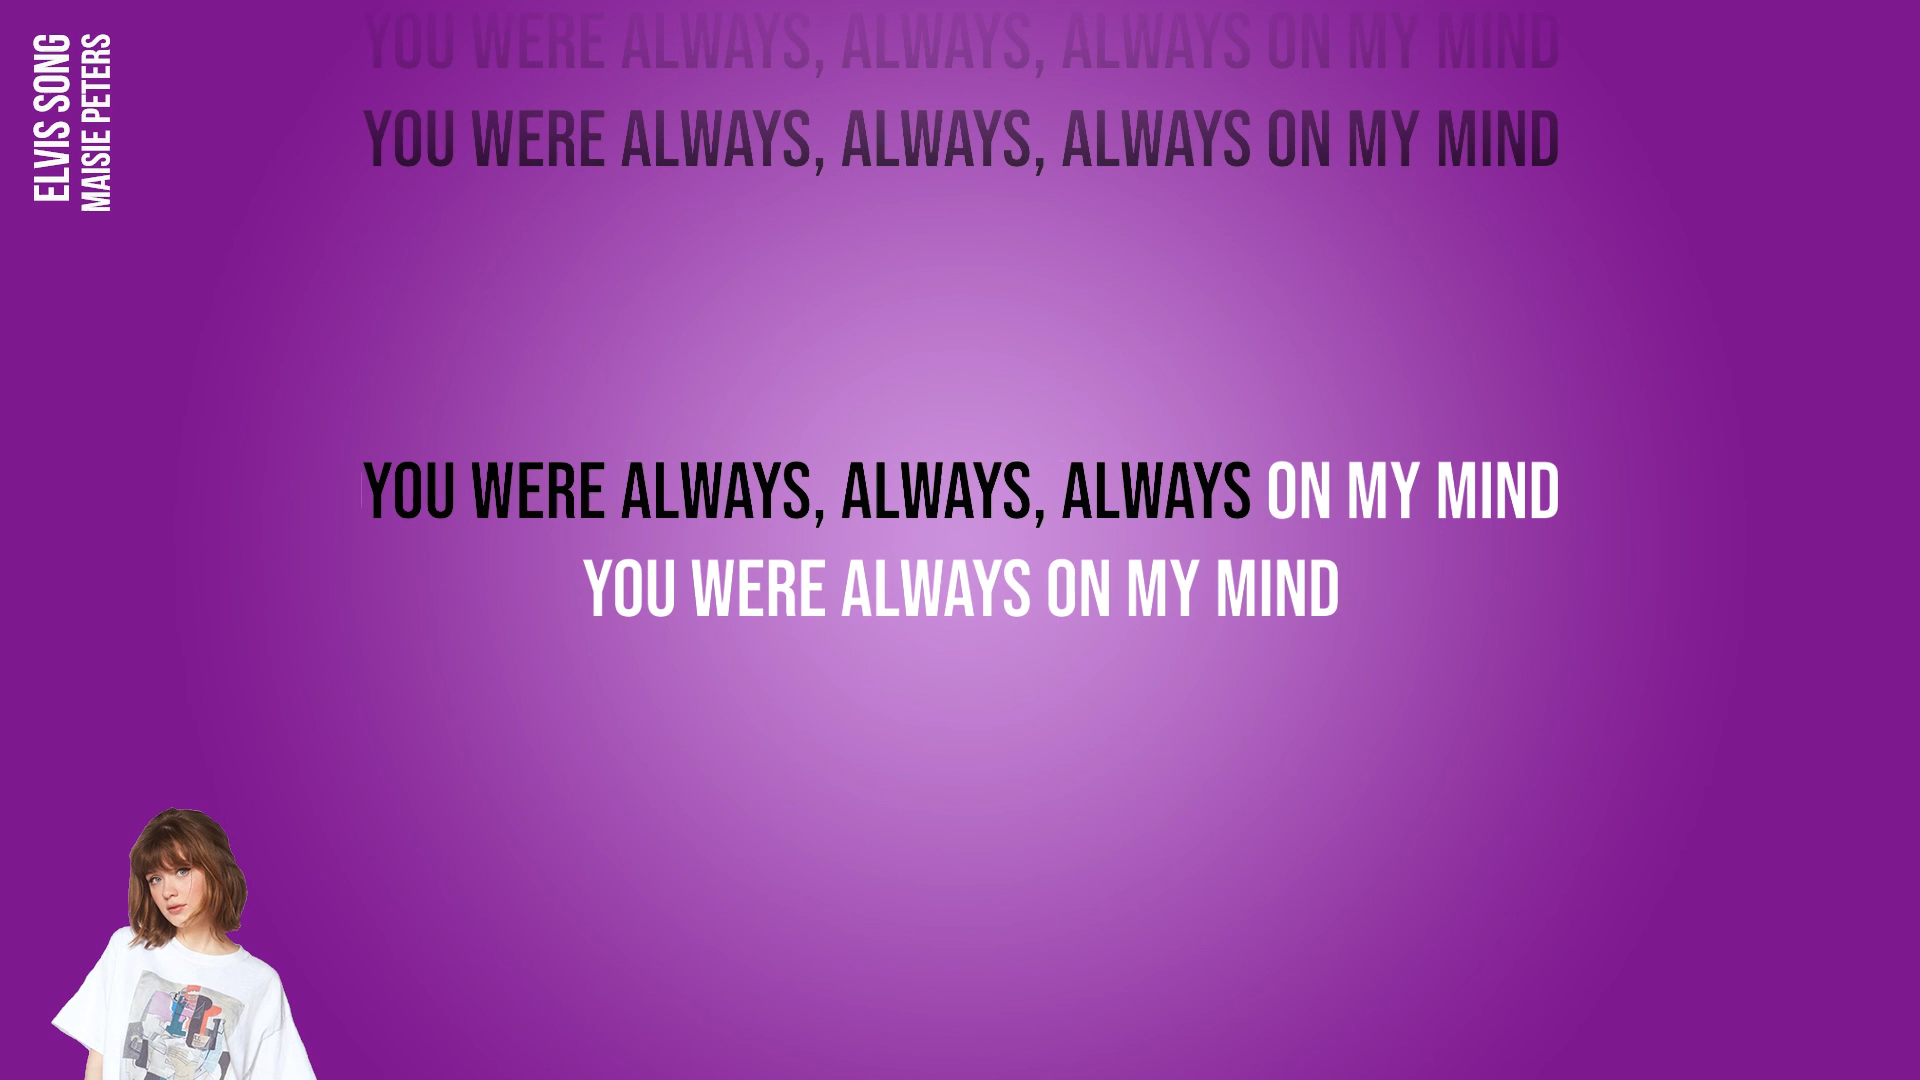 ELVIS SONG
MAISIE PETERS
YOU WERE ALWAYS, ALWAYS, ALWAYS ON MY MIND
YOU WERE ALWAYS, ALWAYS, ALWAYS ON MY MIND
YOU WERE ALWAYS, ALWAYS, ALWAYS ON MY MIND
YOU WERE ALWAYS ON MY MIND